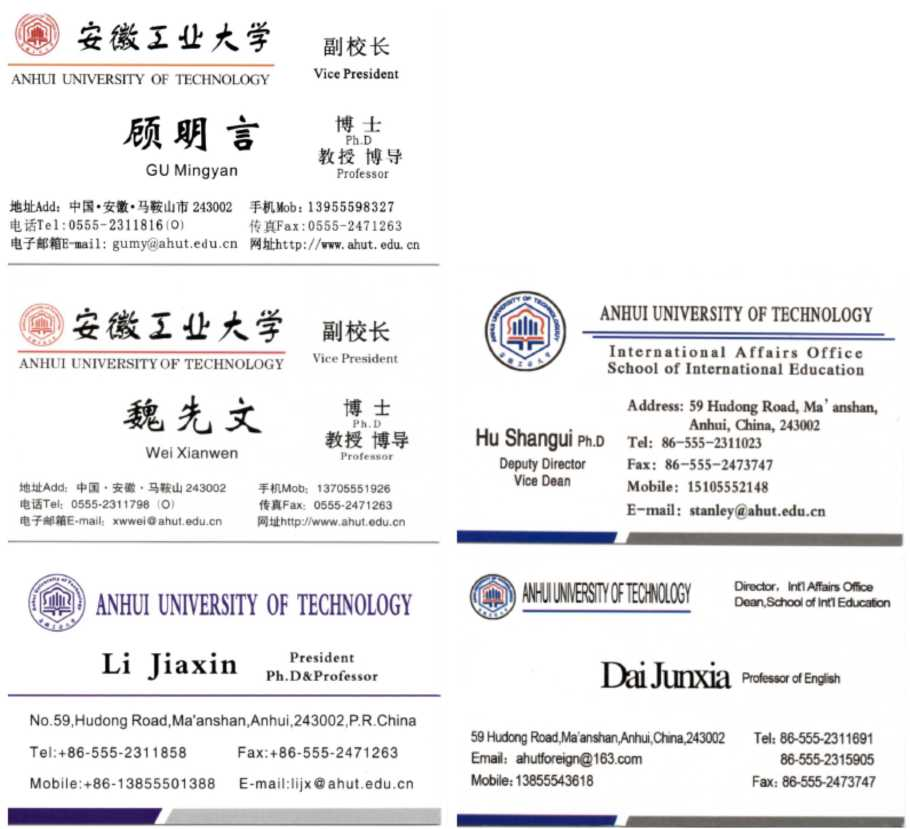 安徽工业大学
ANHUI UNIVERSITY OF TECHNOLOGY
副校长
Vice President
顾明言
GU Mingyan
博士
Ph.D
教授 博导
Professor
地址Add: 中国·安徽·马鞍山市 243002 手机Mob: 13955598327
电话Tel:0555-2311816(O) 传真Fax:0555-2471263
电子邮箱E-mail: gumy@ahut.edu.cn 网址http://www.ahut.edu.cn
安徽工业大学
ANHUI UNIVERSITY OF TECHNOLOGY
副校长
Vice President
魏先文
Wei Xianwen
博士
Ph.D
教授 博导
Professor
地址Add: 中国·安徽·马鞍山 243002 手机Mob: 13705551926
电话Tel: 0555-2311798 (O) 传真Fax: 0555-2471263
电子邮箱E-mail: xwwei@ahut.edu.cn 网址http://www.ahut.edu.cn
ANHUI UNIVERSITY OF TECHNOLOGY
International Affairs Office
School of International Education
Hu Shangui Ph.D
Deputy Director
Vice Dean
Address: 59 Hudong Road, Ma'anshan,
Anhui, China, 243002
Tel: 86-555-2311023
Fax: 86-555-2473747
Mobile: 15105552148
E-mail: stanley@ahut.edu.cn
ANHUI UNIVERSITY OF TECHNOLOGY
Li Jiaxin
President
Ph.D&Professor
No.59,Hudong Road,Ma'anshan,Anhui,243002,P.R.China
Tel:+86-555-2311858 Fax:+86-555-2471263
Mobile:+86-13855501388 E-mail:lijx@ahut.edu.cn
ANHUI UNIVERSITY OF TECHNOLOGY
Director, Int'l Affairs Office
Dean,School of Int'l Education
Dai Junxia Professor of English
59 Hudong Road,Ma'anshan,Anhui,China,243002 Tel: 86-555-2311691
Email: ahutforeign@163.com 86-555-2315905
Mobile:13855543618 Fax: 86-555-2473747